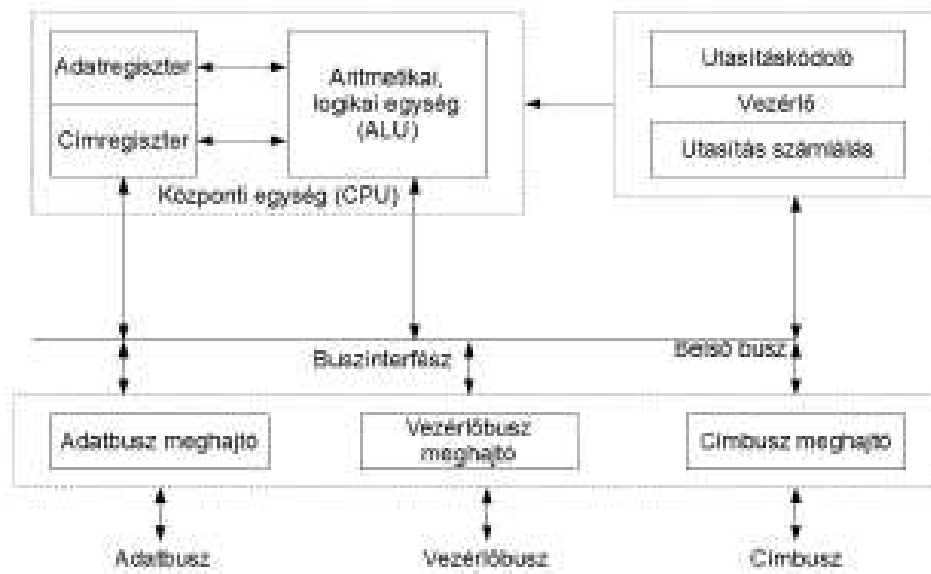 Adatregiszter
Címregiszter
Aritmetikai,
logikai egység
(ALU)
Központi egység (CPU)
Utasításkódoló
Vezérlő
Utasítás számlálás
Buszinterfész
Belső busz
Adatbusz meghajtó
Vezérlőbusz
meghajtó
Címbusz meghajtó
Adatbusz
Vezérlőbusz
Címbusz